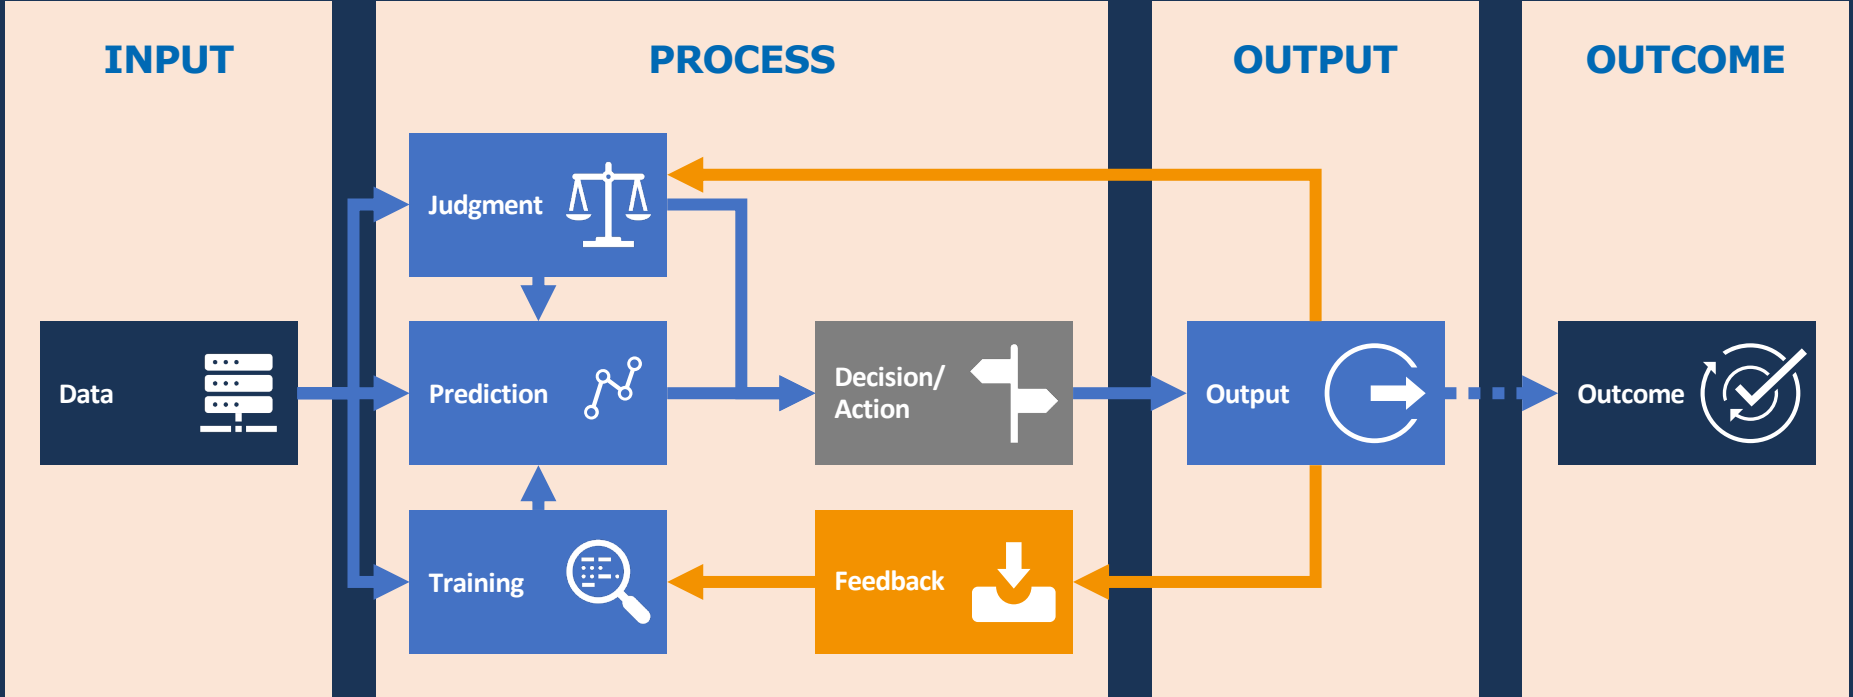 INPUT
PROCESS
OUTPUT
OUTCOME
Judgment
Data
Prediction
Decision/
Action
Output
Outcome
Training
Feedback